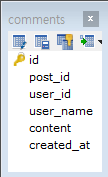 comments
id
post_id
user_id
user_name
content
created_at